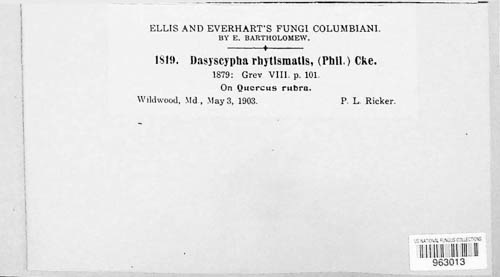 ELLIS AND EVERHART'S FUNGI COLUMBIANI.
BY E. BARTHOLOMEW.
1819. Dasyscypha rhytismatis, (Phil.) Cke.
1879: Grev VIII. p. 101.
On Quercus rubra.
Wildwood, Md, May 3, 1903. P. L. Ricker.
US NATIONAL FUNGUS COLLECTIONS
963013